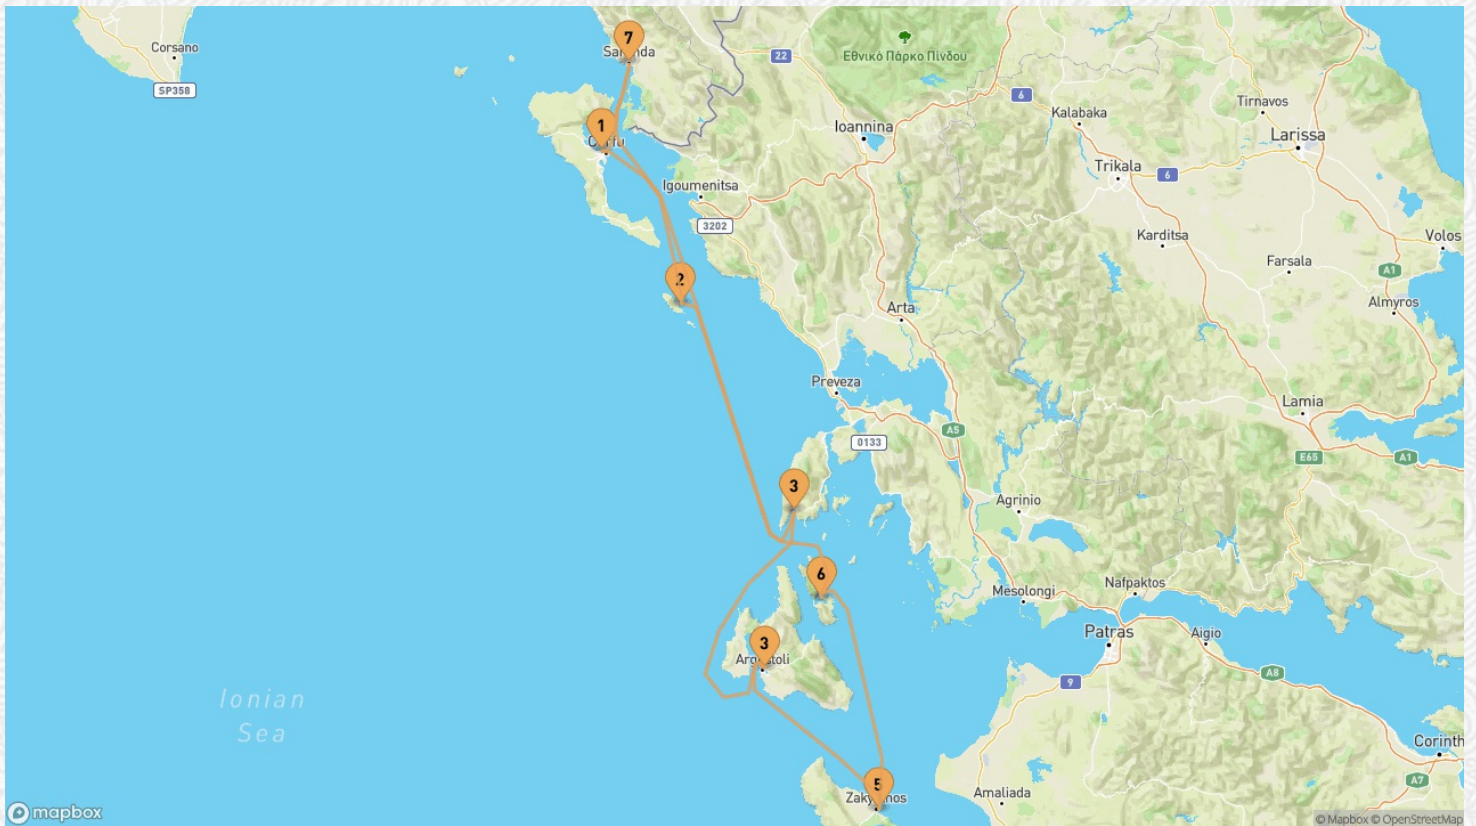 Corsano
SP358
7
Saranda
22
Εθνικό Πάρκο Πίνδου
6
Kalabaka
Tirnavos
Larissa
1
Corfu
Ioannina
Trikala
6
Igoumenitsa
3202
Karditsa
Volos
Farsala
A1
2
Arta
Almyros
Preveza
Lamia
0133
A5
E65
A1
3
Agrinio
6
Mesolongi
Nafpaktos
Patras
Aigio
3
Argostoli
A8
9
Ionian
Sea
Corinth
5
Zakynthos
Amaliada
A7
mapbox
© Mapbox © OpenStreetMap